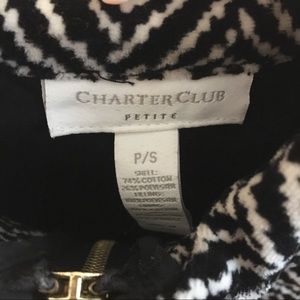 CHARTER CLUB
PETITE
P/S
SHELL:
74% COTTON
26% POLYESTER